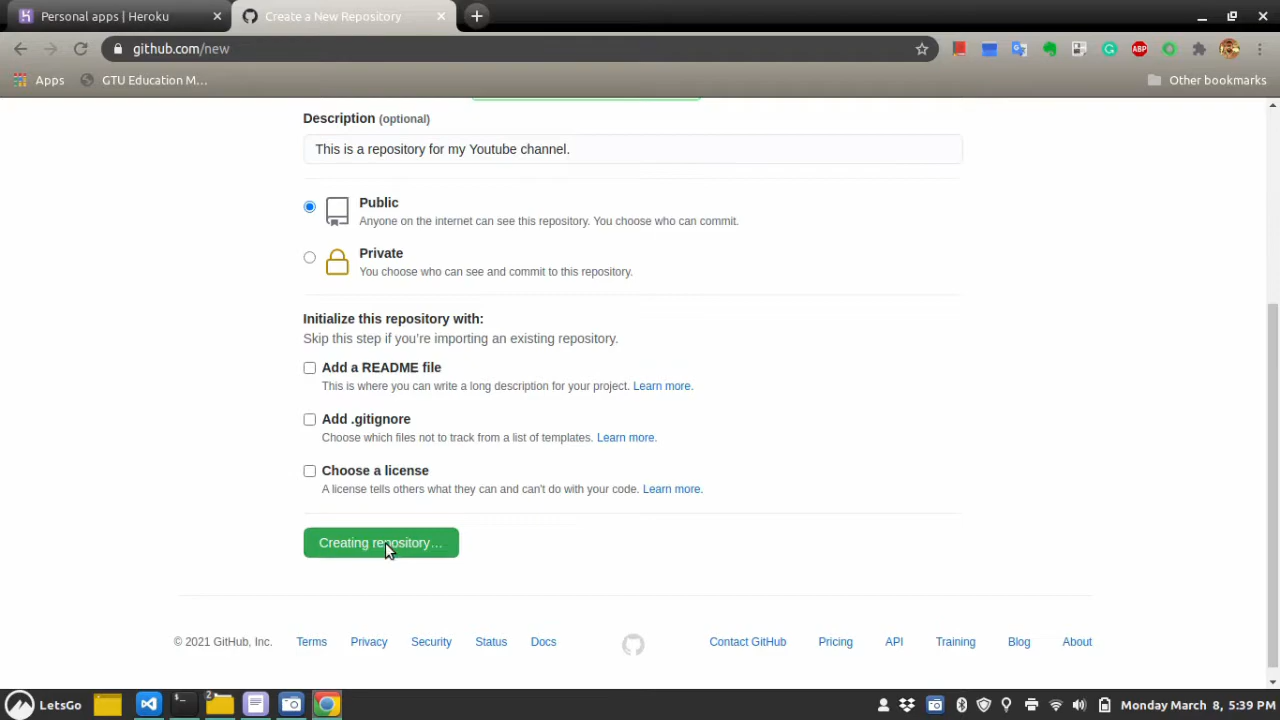 Personal apps | Heroku
Create a New Repository
github.com/new
Apps
GTU Education M...
Other bookmarks
Description (optional)
This is a repository for my Youtube channel.
Public
Anyone on the internet can see this repository. You choose who can commit.
Private
You choose who can see and commit to this repository.
Initialize this repository with:
Skip this step if you're importing an existing repository.
Add a README file
This is where you can write a long description for your project. Learn more.
Add .gitignore
Choose which files not to track from a list of templates. Learn more.
Choose a license
A license tells others what they can and can't do with your code. Learn more.
Creating repository...
© 2021 GitHub, Inc. Terms Privacy Security Status Docs Contact GitHub Pricing API Training Blog About
LetsGo
2
Monday March 8, 5:39 PM
ABP